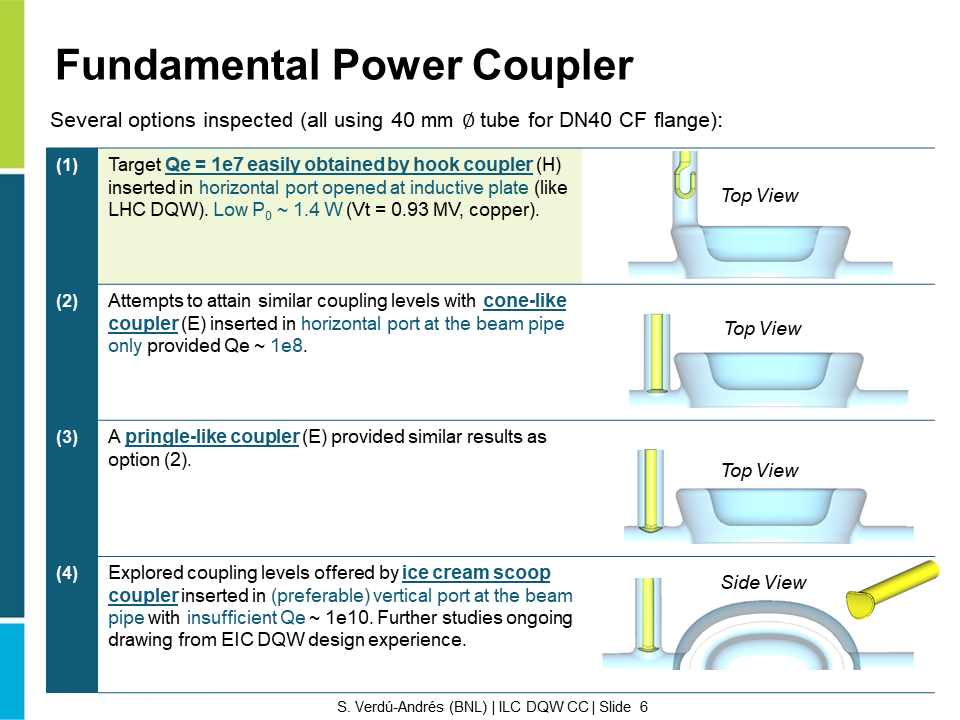 Fundamental Power Coupler
Several options inspected (all using 40 mm ∅ tube for DN40 CF flange):
(1)
Target Qe = 1e7 easily obtained by hook coupler (H)
inserted in horizontal port opened at inductive plate (like
LHC DQW). Low P0 ~ 1.4 W (Vt = 0.93 MV, copper).
Top View
(2)
Attempts to attain similar coupling levels with cone-like
coupler (E) inserted in horizontal port at the beam pipe
only provided Qe ~ 1e8.
Top View
(3)
A pringle-like coupler (E) provided similar results as
option (2).
Top View
(4)
Explored coupling levels offered by ice cream scoop
coupler inserted in (preferable) vertical port at the beam
pipe with insufficient Qe ~ 1e10. Further studies ongoing
drawing from EIC DQW design experience.
Side View
S. Verdú-Andrés (BNL) | ILC DQW CC | Slide 6